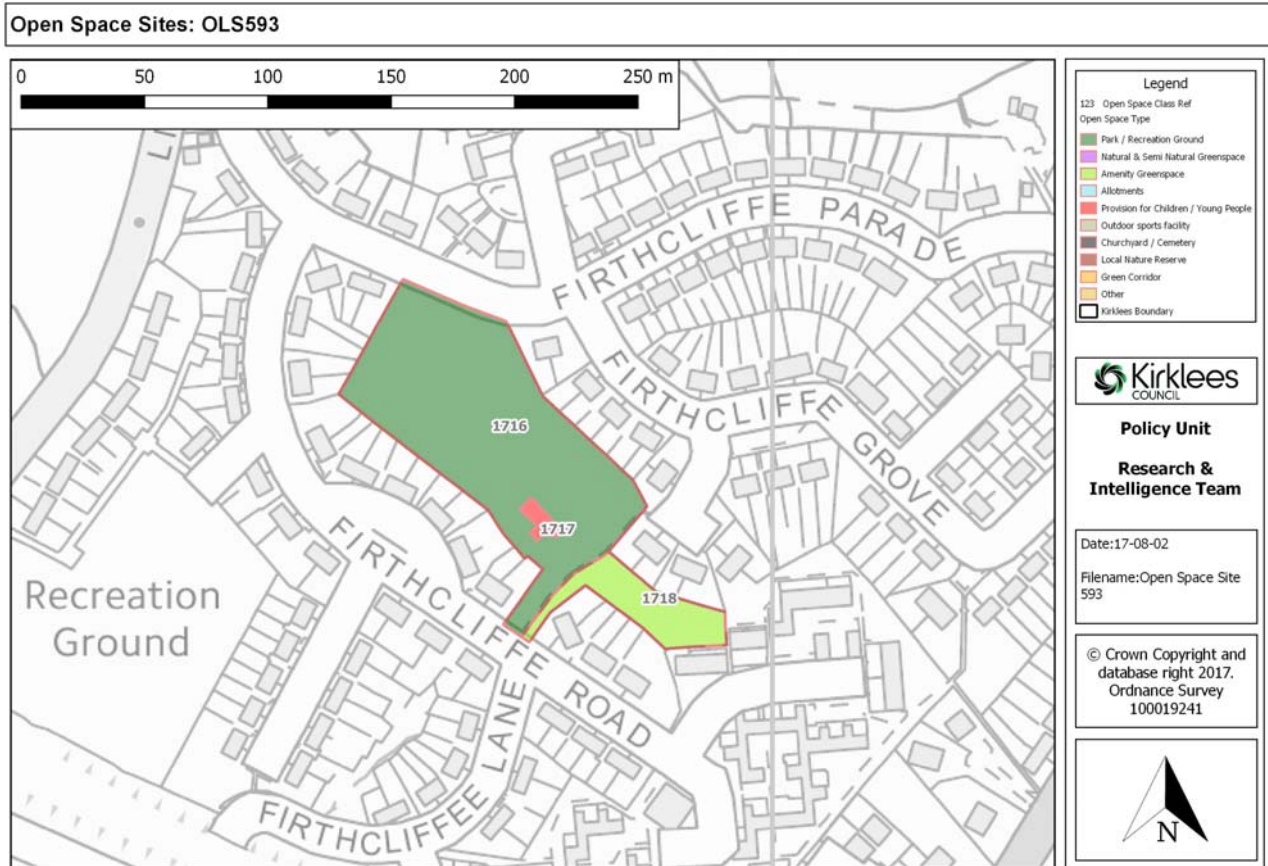 Open Space Sites: OLS593
0 50 100 150 200 250 m
FIRTHCLIFFE PARADE
FIRTHCLIFFE GROVE
1716
1717
1718
FIRTHCLIFFE ROAD
Recreation
Ground
FIRTHCLIFFEE LANE
Legend
123 Open Space Class Ref
Open Space Type
Park / Recreation Ground
Natural & Semi Natural Greenspace
Amenity Greenspace
Allotments
Provision for Children / Young People
Outdoor sports facility
Churchyard / Cemetery
Local Nature Reserve
Green Corridor
Other
Kirklees Boundary
Kirklees
COUNCIL
Policy Unit
Research &
Intelligence Team
Date:17-08-02
Filename:Open Space Site
593
© Crown Copyright and
database right 2017.
Ordnance Survey
100019241
N